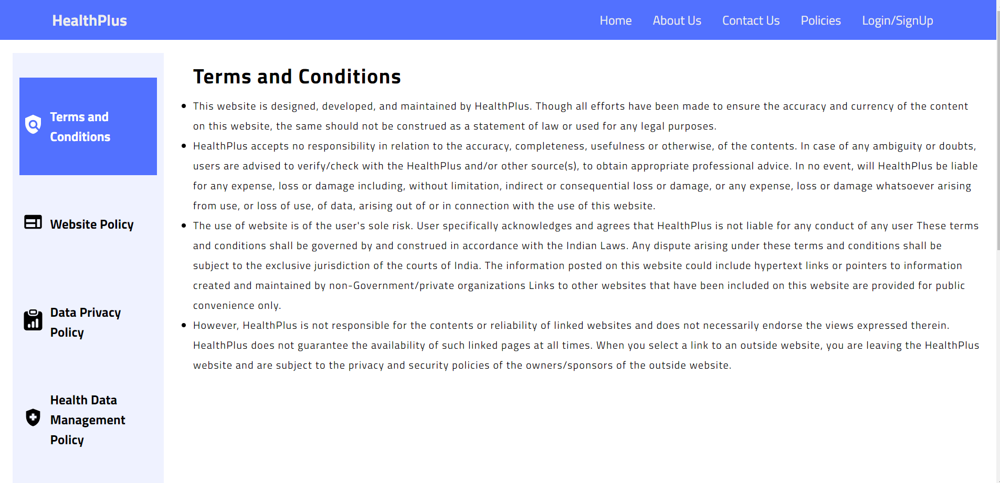 HealthPlus
Home About Us Contact Us Policies Login/SignUp
Terms and
Conditions
Website Policy
Data Privacy
Policy
Health Data
Management
Policy
Terms and Conditions
This website is designed, developed, and maintained by HealthPlus. Though all efforts have been made to ensure the accuracy and currency of the content
on this website, the same should not be construed as a statement of law or used for any legal purposes.
HealthPlus accepts no responsibility in relation to the accuracy, completeness, usefulness or otherwise, of the contents. In case of any ambiguity or doubts,
users are advised to verify/check with the HealthPlus and/or other source(s), to obtain appropriate professional advice. In no event, will HealthPlus be liable
for any expense, loss or damage including, without limitation, indirect or consequential loss or damage, or any expense, loss or damage whatsoever arising
from use, or loss of use, of data, arising out of or in connection with the use of this website.
The use of website is of the user's sole risk. User specifically acknowledges and agrees that HealthPlus is not liable for any conduct of any user These terms
and conditions shall be governed by and construed in accordance with the Indian Laws. Any dispute arising under these terms and conditions shall be
subject to the exclusive jurisdiction of the courts of India. The information posted on this website could include hypertext links or pointers to information
created and maintained by non-Government/private organizations Links to other websites that have been included on this website are provided for public
convenience only.
However, HealthPlus is not responsible for the contents or reliability of linked websites and does not necessarily endorse the views expressed therein.
HealthPlus does not guarantee the availability of such linked pages at all times. When you select a link to an outside website, you are leaving the HealthPlus
website and are subject to the privacy and security policies of the owners/sponsors of the outside website.